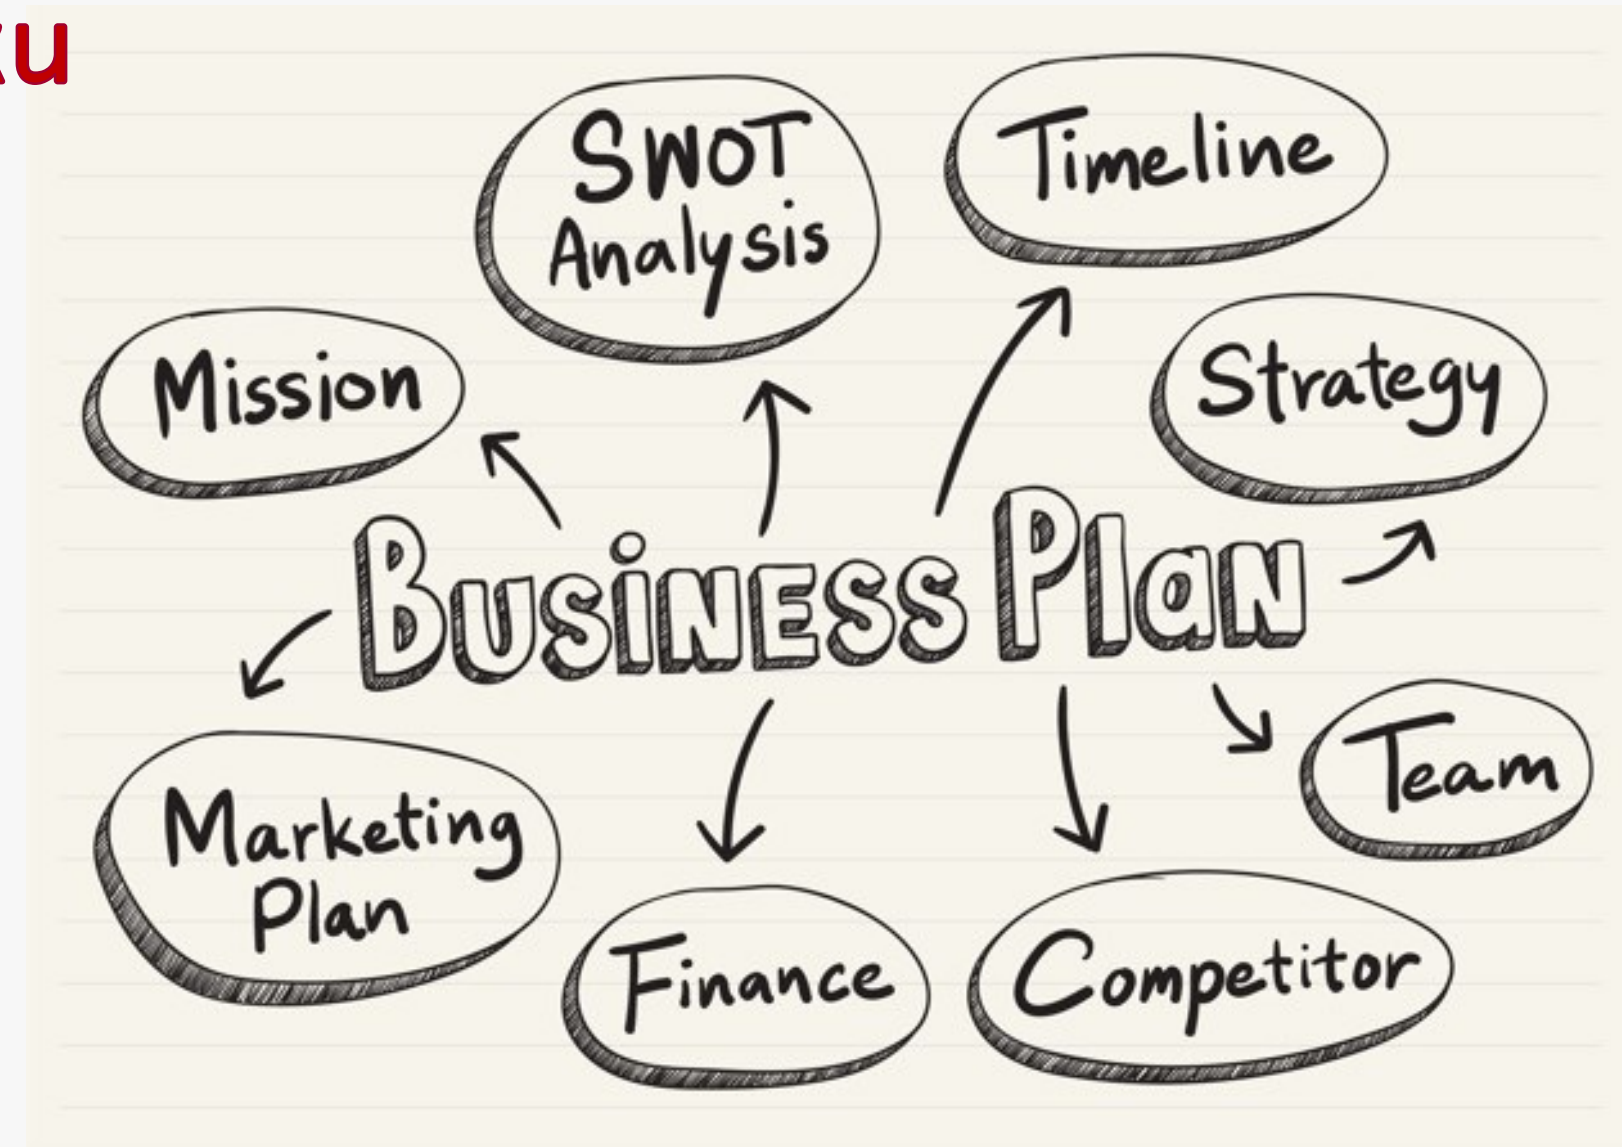 SWOT
Analysis
Timeline
Mission
Strategy
Business Plan
Marketing
Plan
Finance
Competitor
Team